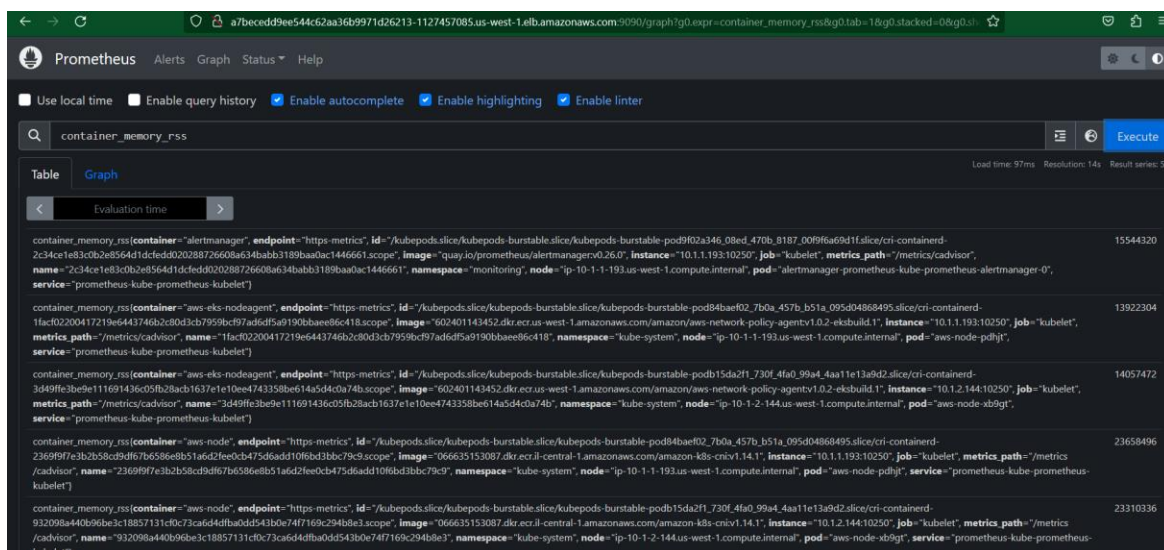 a7becedd9ee544c62aa36b9971d26213-1127457085.us-west-1.elb.amazonaws.com:9090/graph?g0.expr=container_memory_rss&g0.tab=1&g0.stacked=0&g0.sh
Prometheus Alerts Graph Status Help
Use local time Enable query history Enable autocomplete Enable highlighting Enable linter
container_memory_rss Execute
Load time: 97ms Resolution: 14s Result series: 5
Table Graph
Evaluation time
container_memory_rss{container="alertmanager", endpoint="https-metrics", id="/kubepods.slice/kubepods-burstable.slice/kubepods-burstable-pod9f02a346_08ed_470b_8187_00f9f6a69d1f.slice/cri-containerd- 15544320
2c34ce1e83c0b2e8564d1dcfedd020288726608a634babb3189baa0ac1446661.scope", image="quay.io/prometheus/alertmanager:v0.26.0", instance="10.1.1.193:10250", job="kubelet", metrics_path="/metrics/cadvisor",
name="2c34ce1e83c0b2e8564d1dcfedd020288726608a634babb3189baa0ac1446661", namespace="monitoring", node="ip-10-1-1-193.us-west-1.compute.internal", pod="alertmanager-prometheus-kube-prometheus-alertmanager-0",
service="prometheus-kube-prometheus-kubelet"}
container_memory_rss{container="aws-eks-nodeagent", endpoint="https-metrics", id="/kubepods.slice/kubepods-burstable.slice/kubepods-burstable-pod84baef02_7b0a_457b_b51a_095d04868495.slice/cri-containerd- 13922304
1facf02200417219e6443746b2c80d3cb7959bcf97ad6df5a9190bbaee86c418.scope", image="602401143452.dkr.ecr.us-west-1.amazonaws.com/amazon/aws-network-policy-agent:v1.0.2-eksbuild.1", instance="10.1.1.193:10250", job="kubelet",
metrics_path="/metrics/cadvisor", name="1facf02200417219e6443746b2c80d3cb7959bcf97ad6df5a9190bbaee86c418", namespace="kube-system", node="ip-10-1-1-193.us-west-1.compute.internal", pod="aws-node-pdhjt",
service="prometheus-kube-prometheus-kubelet"}
container_memory_rss{container="aws-eks-nodeagent", endpoint="https-metrics", id="/kubepods.slice/kubepods-burstable.slice/kubepods-burstable-podb15da2f1_730f_4fa0_99a4_4aa11e13a9d2.slice/cri-containerd- 14057472
3d49ffe3be9e111691436c05fb28acb1637e1e10ee4743358be614a5d4c0a74b.scope", image="602401143452.dkr.ecr.us-west-1.amazonaws.com/amazon/aws-network-policy-agent:v1.0.2-eksbuild.1", instance="10.1.2.144:10250", job="kubelet",
metrics_path="/metrics/cadvisor", name="3d49ffe3be9e111691436c05fb28acb1637e1e10ee4743358be614a5d4c0a74b", namespace="kube-system", node="ip-10-1-2-144.us-west-1.compute.internal", pod="aws-node-xb9gt",
service="prometheus-kube-prometheus-kubelet"}
container_memory_rss{container="aws-node", endpoint="https-metrics", id="/kubepods.slice/kubepods-burstable.slice/kubepods-burstable-pod84baef02_7b0a_457b_b51a_095d04868495.slice/cri-containerd- 23658496
2369f9f7e3b2b58cd9df67b6586e8b51a6d2fee0cb475d6add10f6bd3bbc79c9.scope", image="066635153087.dkr.ecr.il-central-1.amazonaws.com/amazon-k8s-cni:v1.14.1", instance="10.1.1.193:10250", job="kubelet", metrics_path="/metrics
/cadvisor", name="2369f9f7e3b2b58cd9df67b6586e8b51a6d2fee0cb475d6add10f6bd3bbc79c9", namespace="kube-system", node="ip-10-1-1-193.us-west-1.compute.internal", pod="aws-node-pdhjt", service="prometheus-kube-prometheus-
kubelet"}
container_memory_rss{container="aws-node", endpoint="https-metrics", id="/kubepods.slice/kubepods-burstable.slice/kubepods-burstable-podb15da2f1_730f_4fa0_99a4_4aa11e13a9d2.slice/cri-containerd- 23310336
932098a440b96be3c18857131cf0c73ca6d4dfba0dd543b0e74f7169c294b8e3.scope", image="066635153087.dkr.ecr.il-central-1.amazonaws.com/amazon-k8s-cni:v1.14.1", instance="10.1.2.144:10250", job="kubelet", metrics_path="/metrics
/cadvisor", name="932098a440b96be3c18857131cf0c73ca6d4dfba0dd543b0e74f7169c294b8e3", namespace="kube-system", node="ip-10-1-2-144.us-west-1.compute.internal", pod="aws-node-xb9gt", service="prometheus-kube-prometheus-